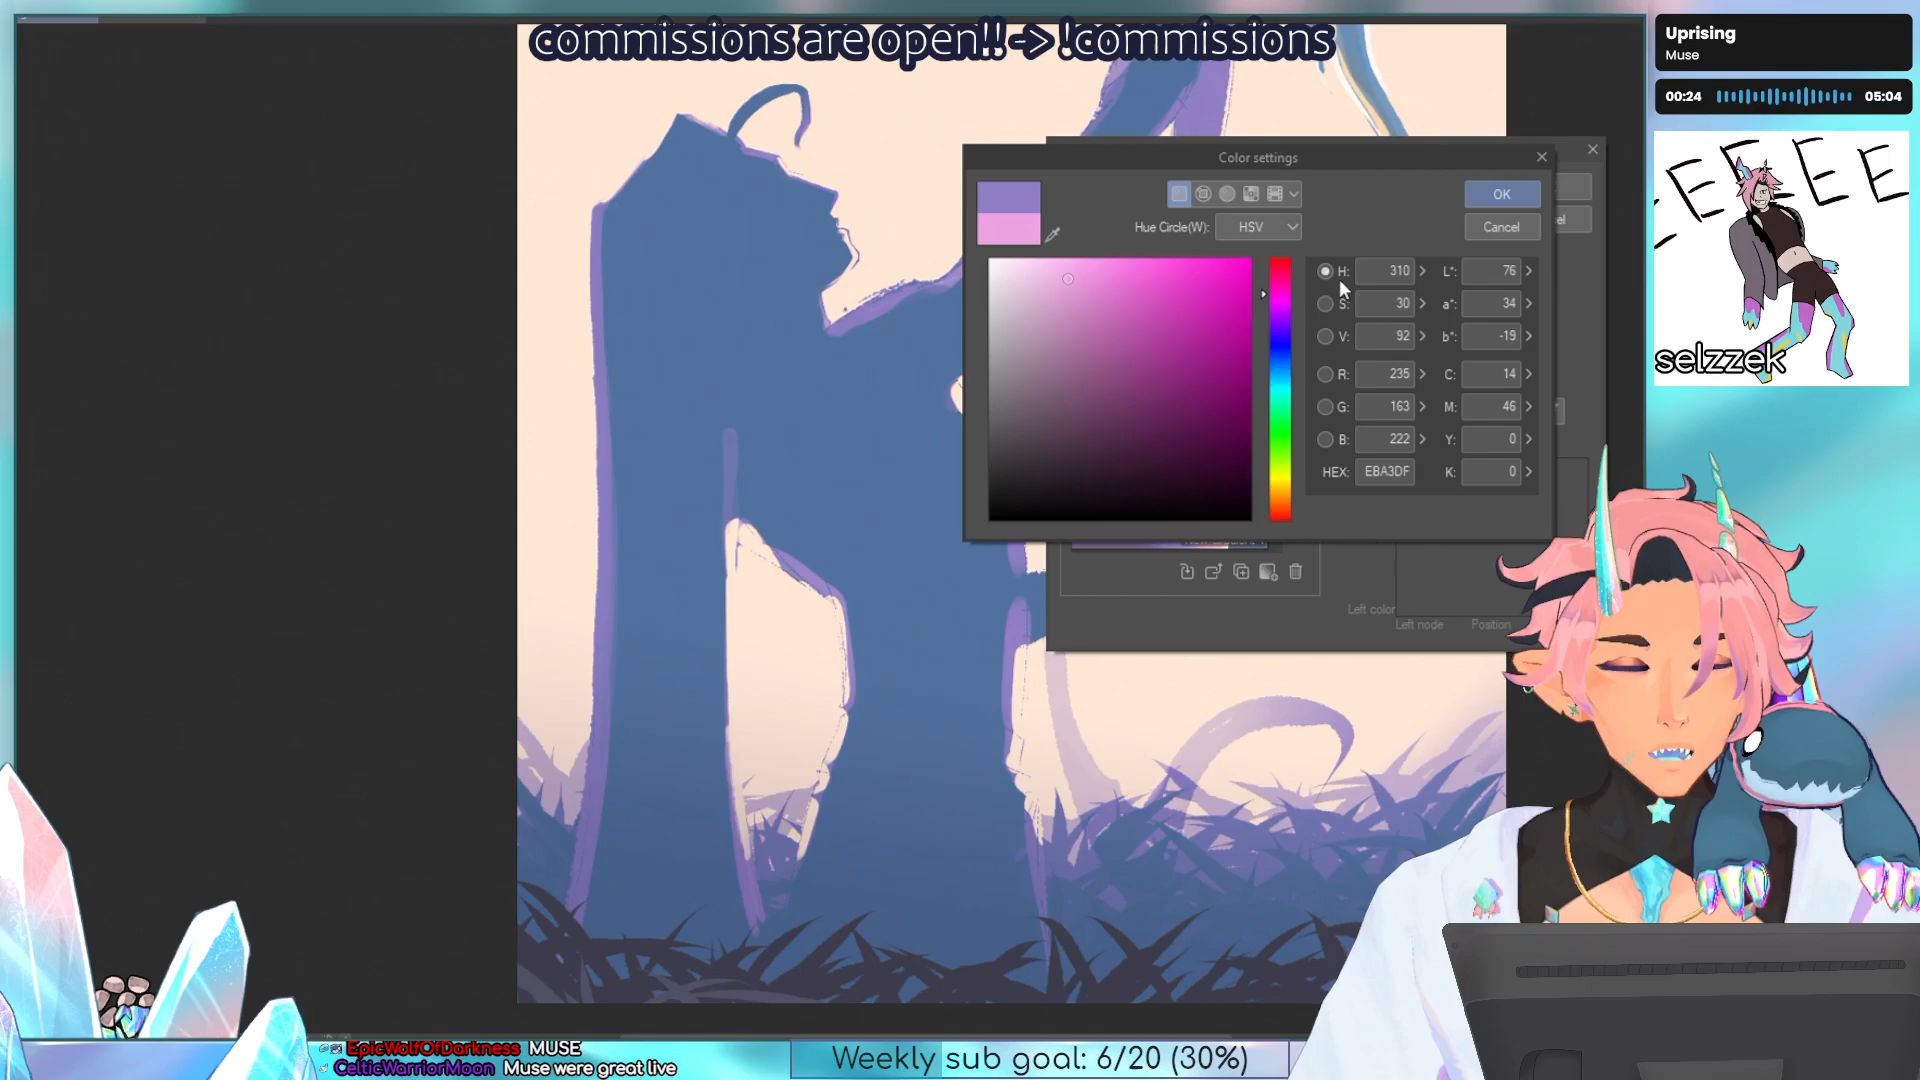 commissions are open!! -> !commissions
Uprising
Muse
00:24
05:04
EEEEE
selzzek
Color settings
OK
Hue Circle(W): HSV
Cancel
H: 310 L*: 76
S: 30 a*: 34
V: 92 b*: -19
R: 235 C: 14
G: 163 M: 46
B: 222 Y: 0
HEX: EBA3DF K: 0
Left color
Left node Position
EpicWolfOfDarkness MUSE
CelticWarriorMoon Muse were great live
Weekly sub goal: 6/20 (30%)